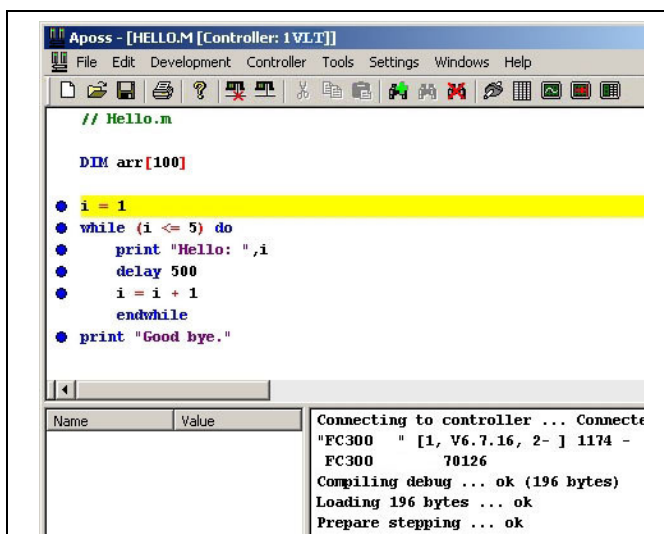 Aposs - [HELLO.M [Controller: 1VLT]]
File Edit Development Controller Tools Settings Windows Help
// Hello.m
DIM arr[100]
i = 1
while (i <= 5) do
print "Hello: ",i
delay 500
i = i + 1
endwhile
print "Good bye."
Name Value
Connecting to controller ... Connecte
"FC300 " [1, V6.7.16, 2- ] 1174 -
FC300 70126
Compiling debug ... ok (196 bytes)
Loading 196 bytes ... ok
Prepare stepping ... ok